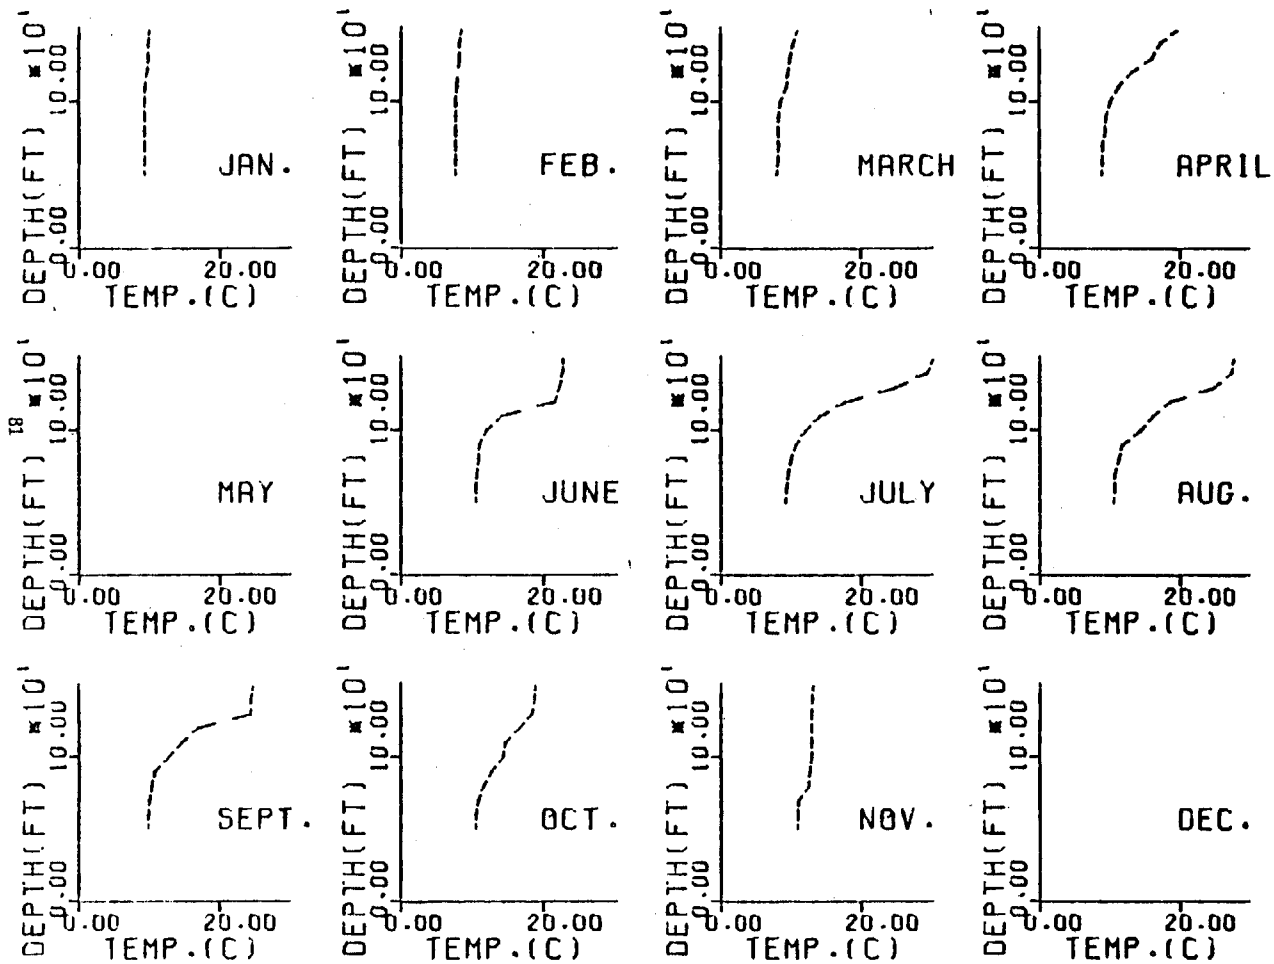 DEPTH(FT) *10¹
10.00
0.00
0.00 20.00
TEMP.(C)
JAN.
DEPTH(FT) *10¹
10.00
0.00
0.00 20.00
TEMP.(C)
FEB.
DEPTH(FT) *10¹
10.00
0.00
0.00 20.00
TEMP.(C)
MARCH
DEPTH(FT) *10¹
10.00
0.00
0.00 20.00
TEMP.(C)
APRIL
81
DEPTH(FT) *10¹
10.00
0.00
0.00 20.00
TEMP.(C)
MAY
DEPTH(FT) *10¹
10.00
0.00
0.00 20.00
TEMP.(C)
JUNE
DEPTH(FT) *10¹
10.00
0.00
0.00 20.00
TEMP.(C)
JULY
DEPTH(FT) *10¹
10.00
0.00
0.00 20.00
TEMP.(C)
AUG.
DEPTH(FT) *10¹
10.00
0.00
0.00 20.00
TEMP.(C)
SEPT.
DEPTH(FT) *10¹
10.00
0.00
0.00 20.00
TEMP.(C)
OCT.
DEPTH(FT) *10¹
10.00
0.00
0.00 20.00
TEMP.(C)
NOV.
DEPTH(FT) *10¹
10.00
0.00
0.00 20.00
TEMP.(C)
DEC.